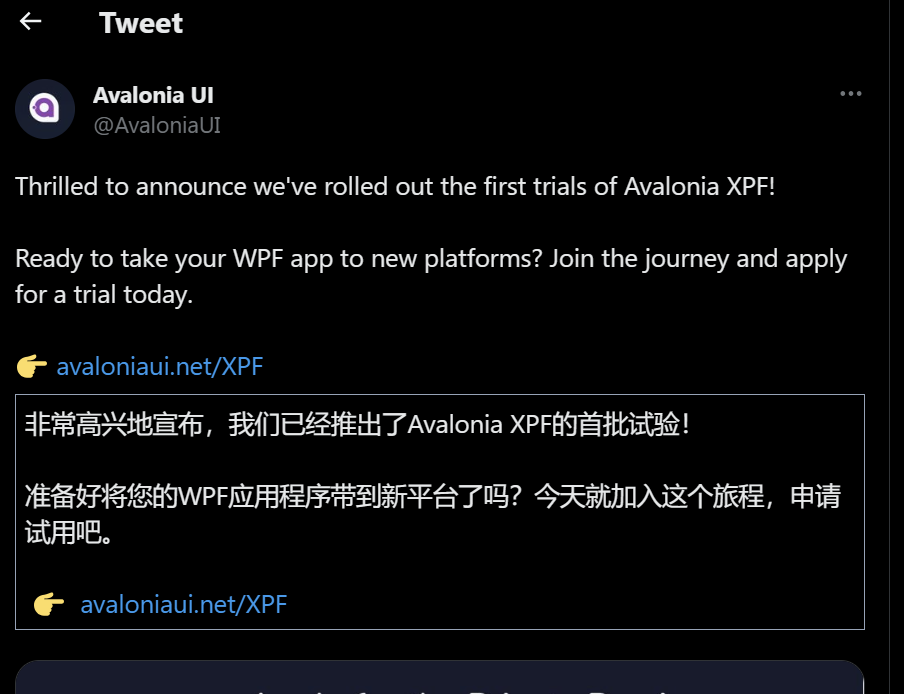 Tweet
Avalonia UI
@AvaloniaUI
Thrilled to announce we've rolled out the first trials of Avalonia XPF!
Ready to take your WPF app to new platforms? Join the journey and apply
for a trial today.
👉 avaloniaui.net/XPF
非常高兴地宣布，我们已经推出了Avalonia XPF的首批试验！
准备好将您的WPF应用程序带到新平台了吗？今天就加入这个旅程，申请
试用吧。
👉 avaloniaui.net/XPF